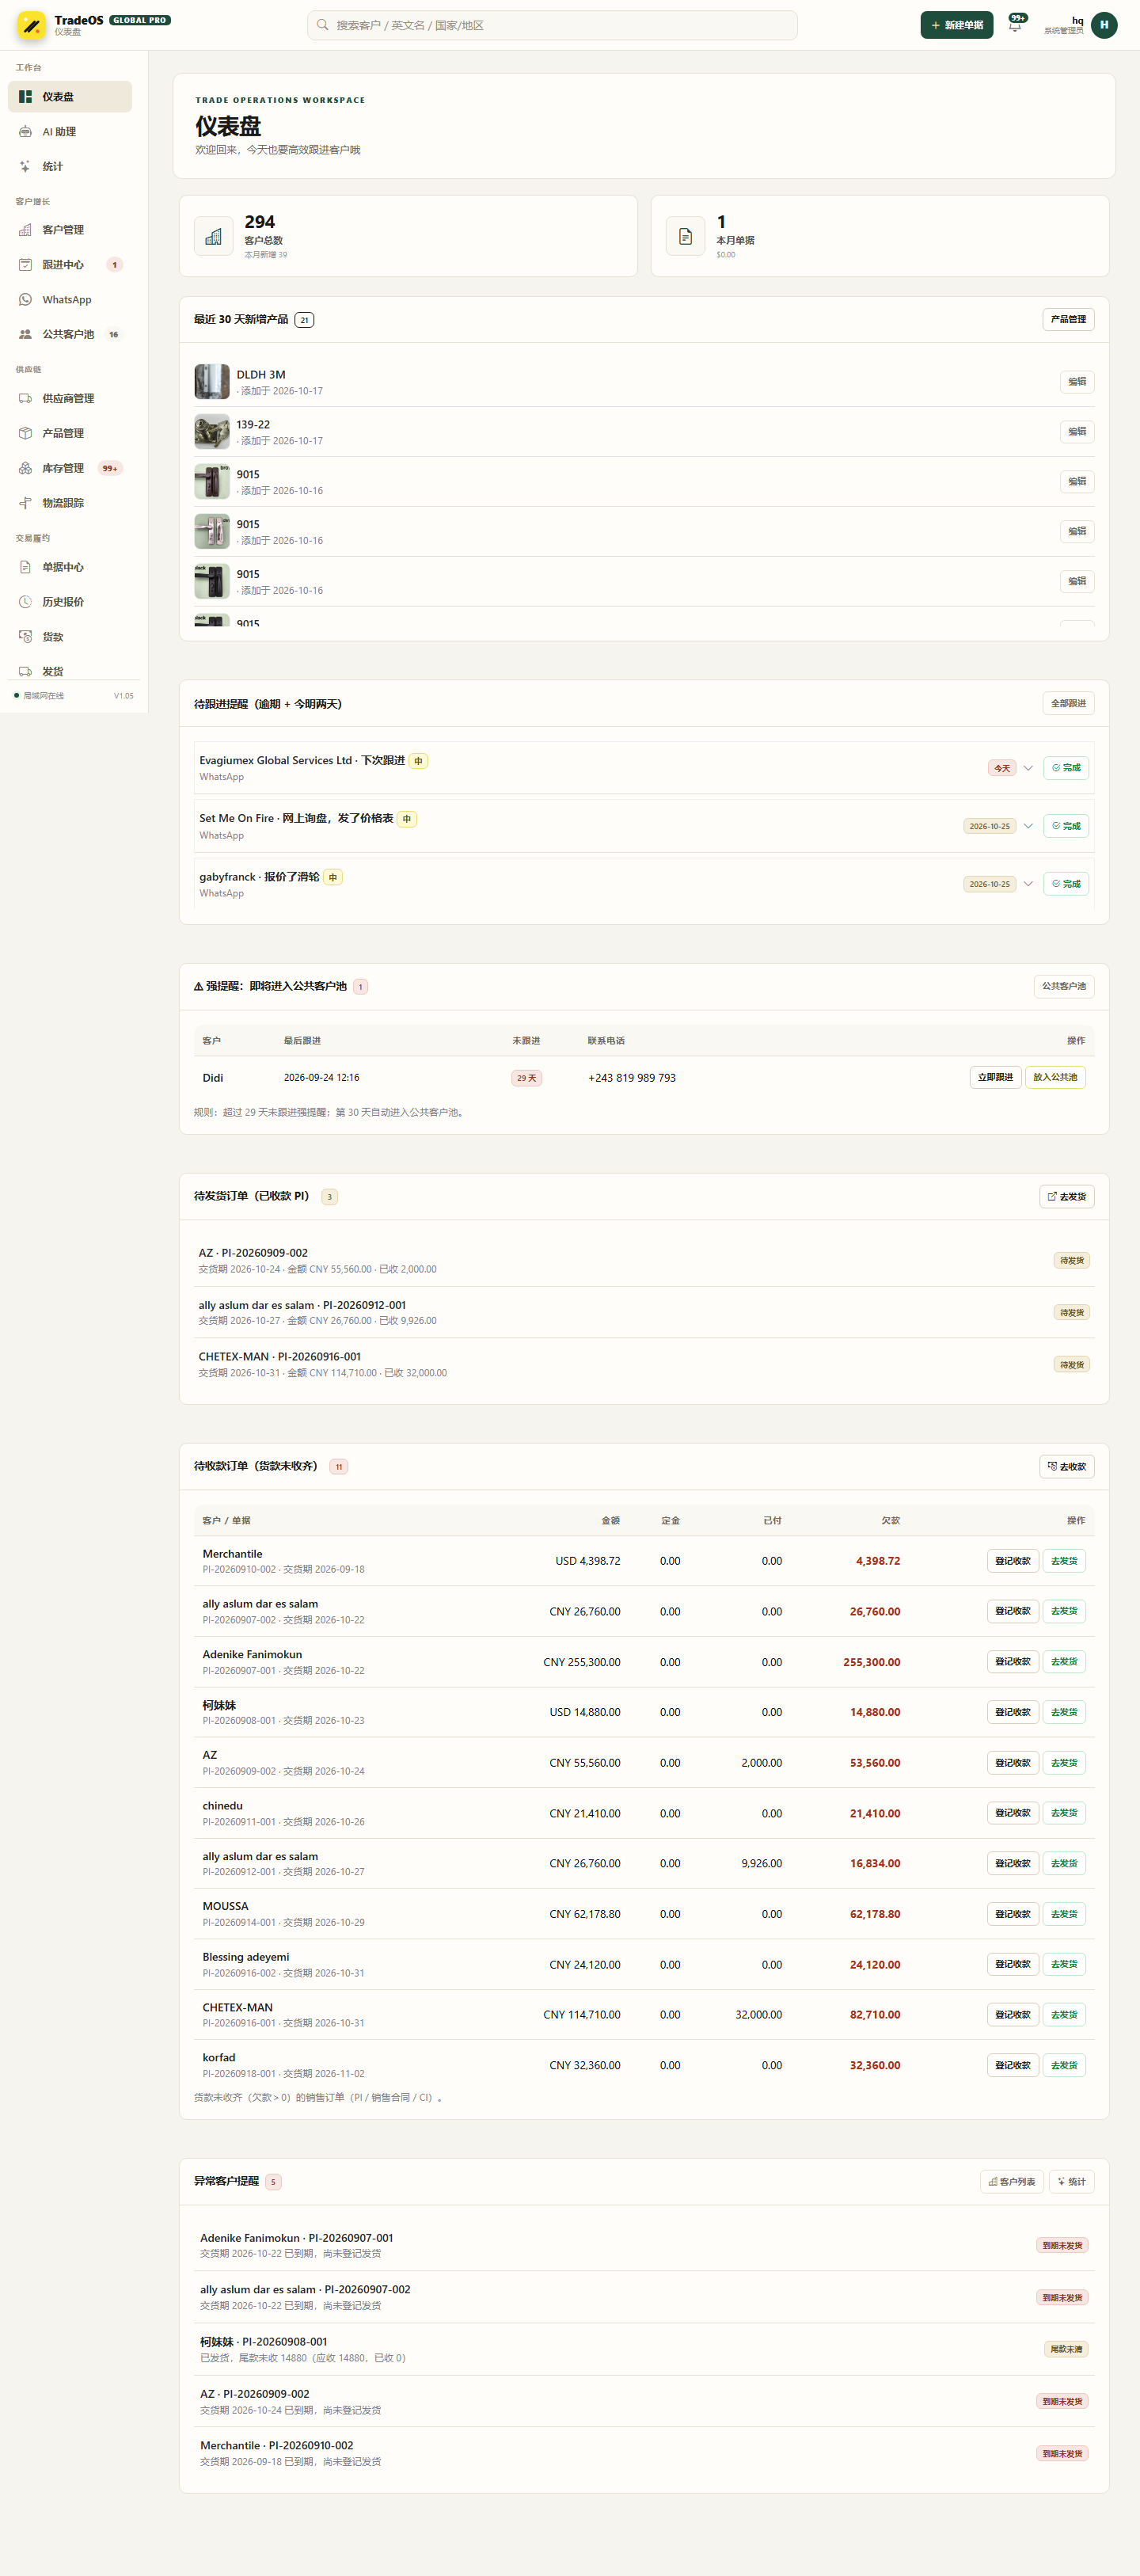 TradeOS GLOBAL PRO
仪表盘
搜索客户 / 英文名 / 国家/地区
+ 新建单据
99+
hq
系统管理员
H
工作台
仪表盘
AI 助理
统计
客户增长
客户管理
跟进中心 1
WhatsApp
公共客户池 16
供应链
供应商管理
产品管理
库存管理 99+
物流跟踪
交易履约
单据中心
历史报价
货款
发货
局域网在线 V1.05
TRADE OPERATIONS WORKSPACE
仪表盘
欢迎回来，今天也要高效跟进客户哦
294
客户总数
本月新增 39
1
本月单据
$0.00
最近 30 天新增产品 21 产品管理
DLDH 3M
· 添加于 2026-10-17
编辑
139-22
· 添加于 2026-10-17
编辑
9015
· 添加于 2026-10-16
编辑
9015
· 添加于 2026-10-16
编辑
9015
· 添加于 2026-10-16
编辑
9015
待跟进提醒（逾期 + 今明两天） 全部跟进
Evagiumex Global Services Ltd · 下次跟进 中
WhatsApp
今天 完成
Set Me On Fire · 网上询盘，发了价格表 中
WhatsApp
2026-10-25 完成
gabyfranck · 报价了滑轮 中
WhatsApp
2026-10-25 完成
⚠ 强提醒：即将进入公共客户池 1 公共客户池
客户 最后跟进 未跟进 联系电话 操作
Didi 2026-09-24 12:16 29 天 +243 819 989 793 立即跟进 放入公共池
规则：超过 29 天未跟进强提醒；第 30 天自动进入公共客户池。
待发货订单（已收款 PI） 3 去发货
AZ · PI-20260909-002
交货期 2026-10-24 · 金额 CNY 55,560.00 · 已收 2,000.00
待发货
ally aslum dar es salam · PI-20260912-001
交货期 2026-10-27 · 金额 CNY 26,760.00 · 已收 9,926.00
待发货
CHETEX-MAN · PI-20260916-001
交货期 2026-10-31 · 金额 CNY 114,710.00 · 已收 32,000.00
待发货
待收款订单（货款未收齐） 11 去收款
客户 / 单据 金额 定金 已付 欠款 操作
Merchantile
PI-20260910-002 · 交货期 2026-09-18
USD 4,398.72 0.00 0.00 4,398.72 登记收款 去发货
ally aslum dar es salam
PI-20260907-002 · 交货期 2026-10-22
CNY 26,760.00 0.00 0.00 26,760.00 登记收款 去发货
Adenike Fanimokun
PI-20260907-001 · 交货期 2026-10-22
CNY 255,300.00 0.00 0.00 255,300.00 登记收款 去发货
柯妹妹
PI-20260908-001 · 交货期 2026-10-23
USD 14,880.00 0.00 0.00 14,880.00 登记收款 去发货
AZ
PI-20260909-002 · 交货期 2026-10-24
CNY 55,560.00 0.00 2,000.00 53,560.00 登记收款 去发货
chinedu
PI-20260911-001 · 交货期 2026-10-26
CNY 21,410.00 0.00 0.00 21,410.00 登记收款 去发货
ally aslum dar es salam
PI-20260912-001 · 交货期 2026-10-27
CNY 26,760.00 0.00 9,926.00 16,834.00 登记收款 去发货
MOUSSA
PI-20260914-001 · 交货期 2026-10-29
CNY 62,178.80 0.00 0.00 62,178.80 登记收款 去发货
Blessing adeyemi
PI-20260916-002 · 交货期 2026-10-31
CNY 24,120.00 0.00 0.00 24,120.00 登记收款 去发货
CHETEX-MAN
PI-20260916-001 · 交货期 2026-10-31
CNY 114,710.00 0.00 32,000.00 82,710.00 登记收款 去发货
korfad
PI-20260918-001 · 交货期 2026-11-02
CNY 32,360.00 0.00 0.00 32,360.00 登记收款 去发货
货款未收齐（欠款 > 0）的销售订单（PI / 销售合同 / CI）。
异常客户提醒 5 客户列表 统计
Adenike Fanimokun · PI-20260907-001
交货期 2026-10-22 已到期，尚未登记发货
到期未发货
ally aslum dar es salam · PI-20260907-002
交货期 2026-10-22 已到期，尚未登记发货
到期未发货
柯妹妹 · PI-20260908-001
已发货，尾款未收 14880（应收 14880，已收 0）
尾款未清
AZ · PI-20260909-002
交货期 2026-10-24 已到期，尚未登记发货
到期未发货
Merchantile · PI-20260910-002
交货期 2026-09-18 已到期，尚未登记发货
到期未发货